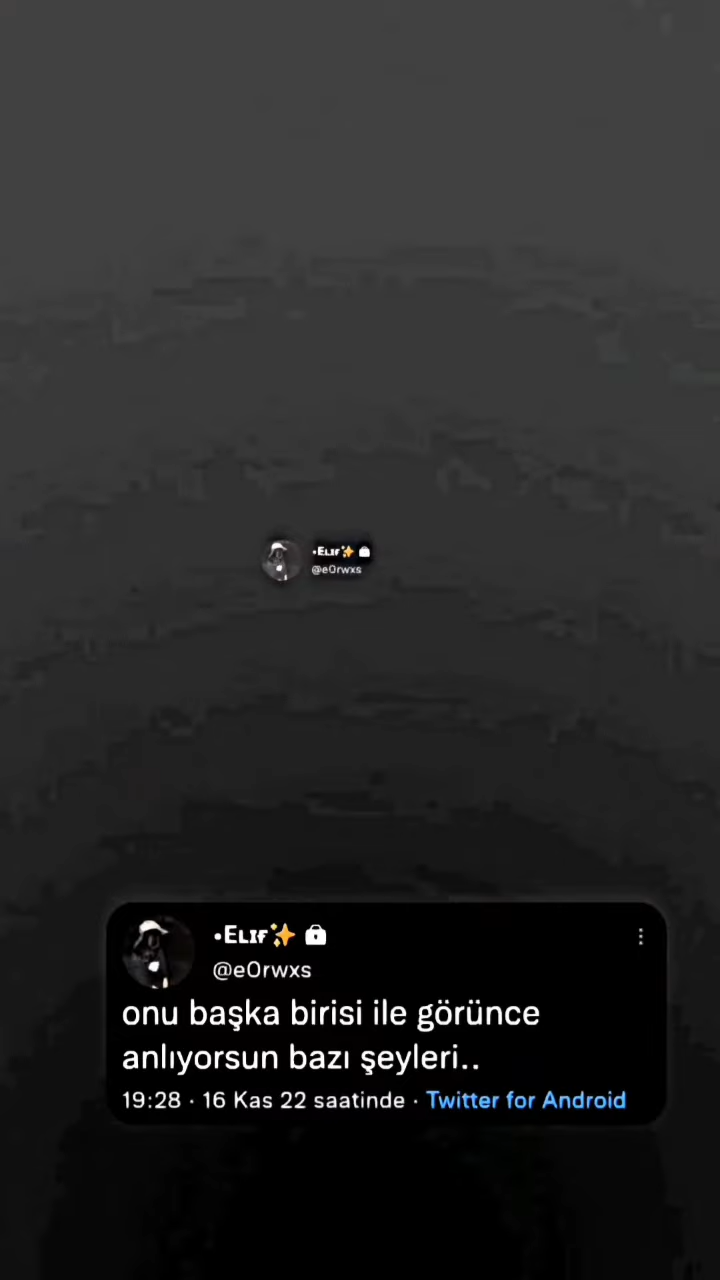 •Elıf✨
@e0rwxs
•Elıf✨
@e0rwxs
onu başka birisi ile görünce
anlıyorsun bazı şeyleri..
19:28 · 16 Kas 22 saatinde · Twitter for Android